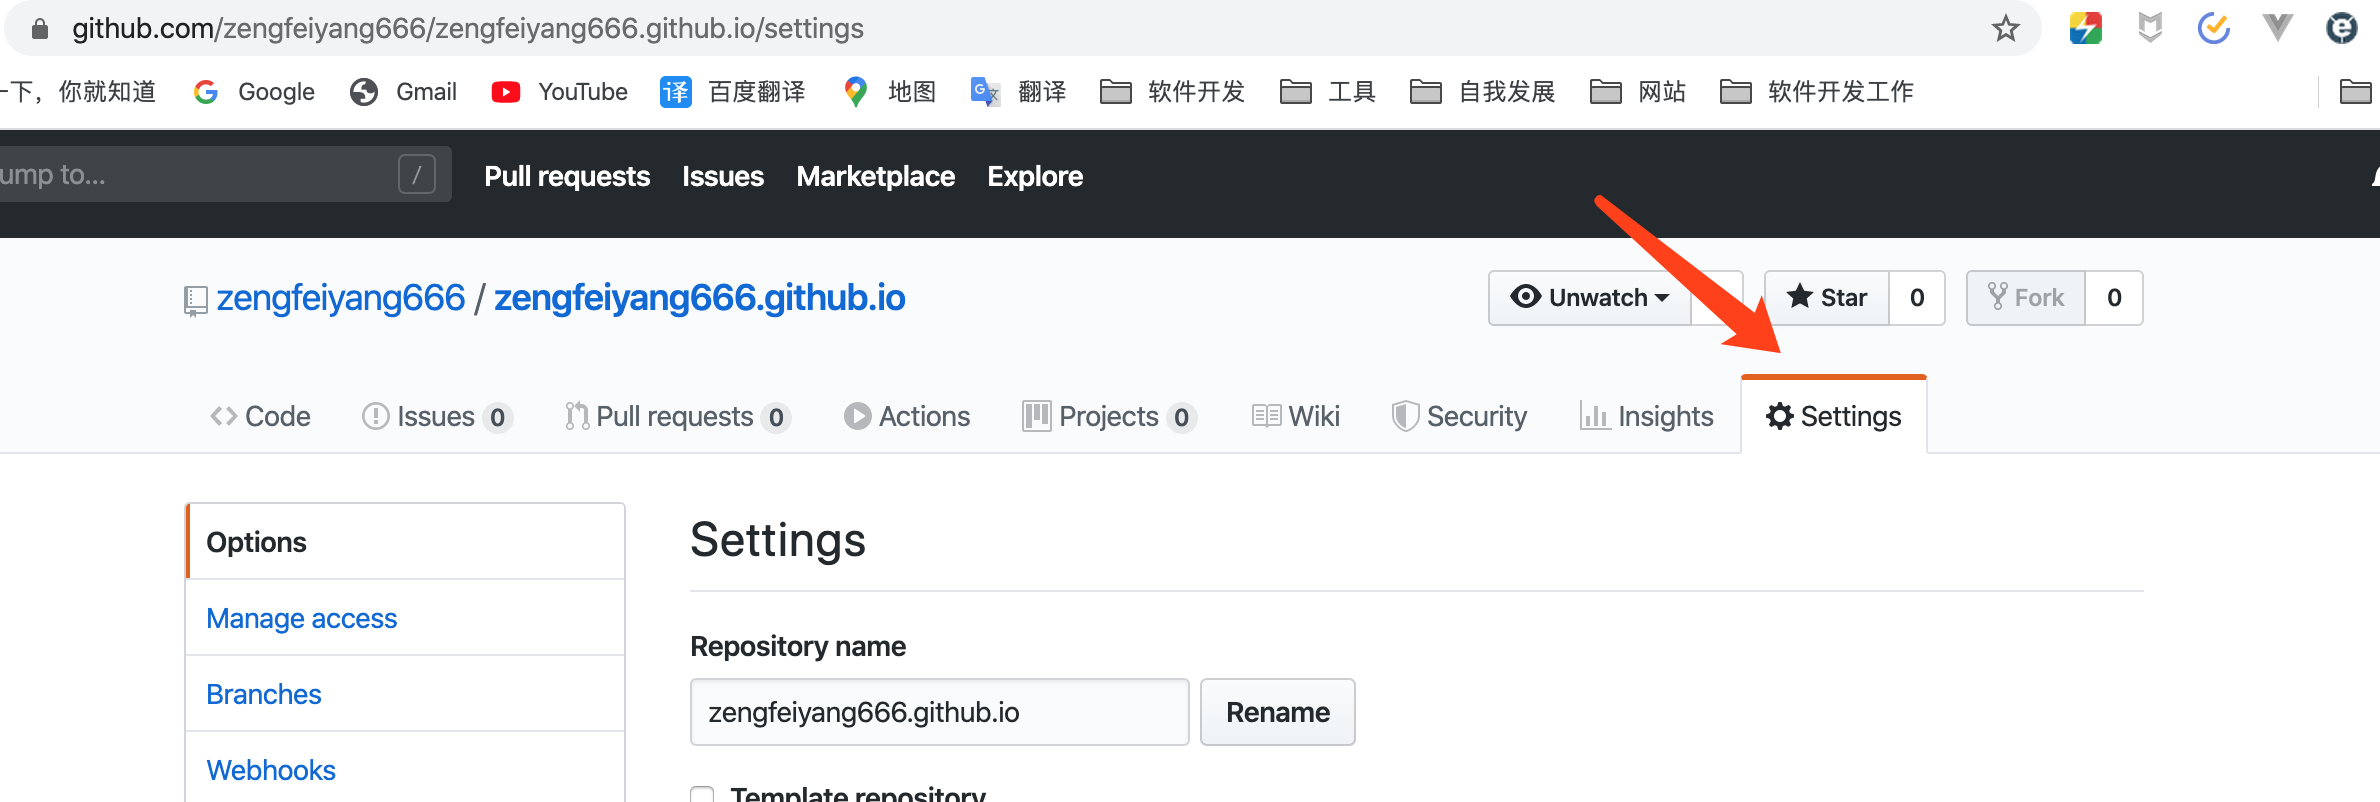 github.com/zengfeiyang666/zengfeiyang666.github.io/settings
一下，你就知道 Google Gmail YouTube 译 百度翻译 地图 翻译 软件开发 工具 自我发展 网站 软件开发工作
ump to... / Pull requests Issues Marketplace Explore
zengfeiyang666 / zengfeiyang666.github.io Unwatch Star 0 Fork 0
Code Issues 0 Pull requests 0 Actions Projects 0 Wiki Security Insights Settings
Options
Manage access
Branches
Webhooks
Settings
Repository name
zengfeiyang666.github.io Rename
Template repository